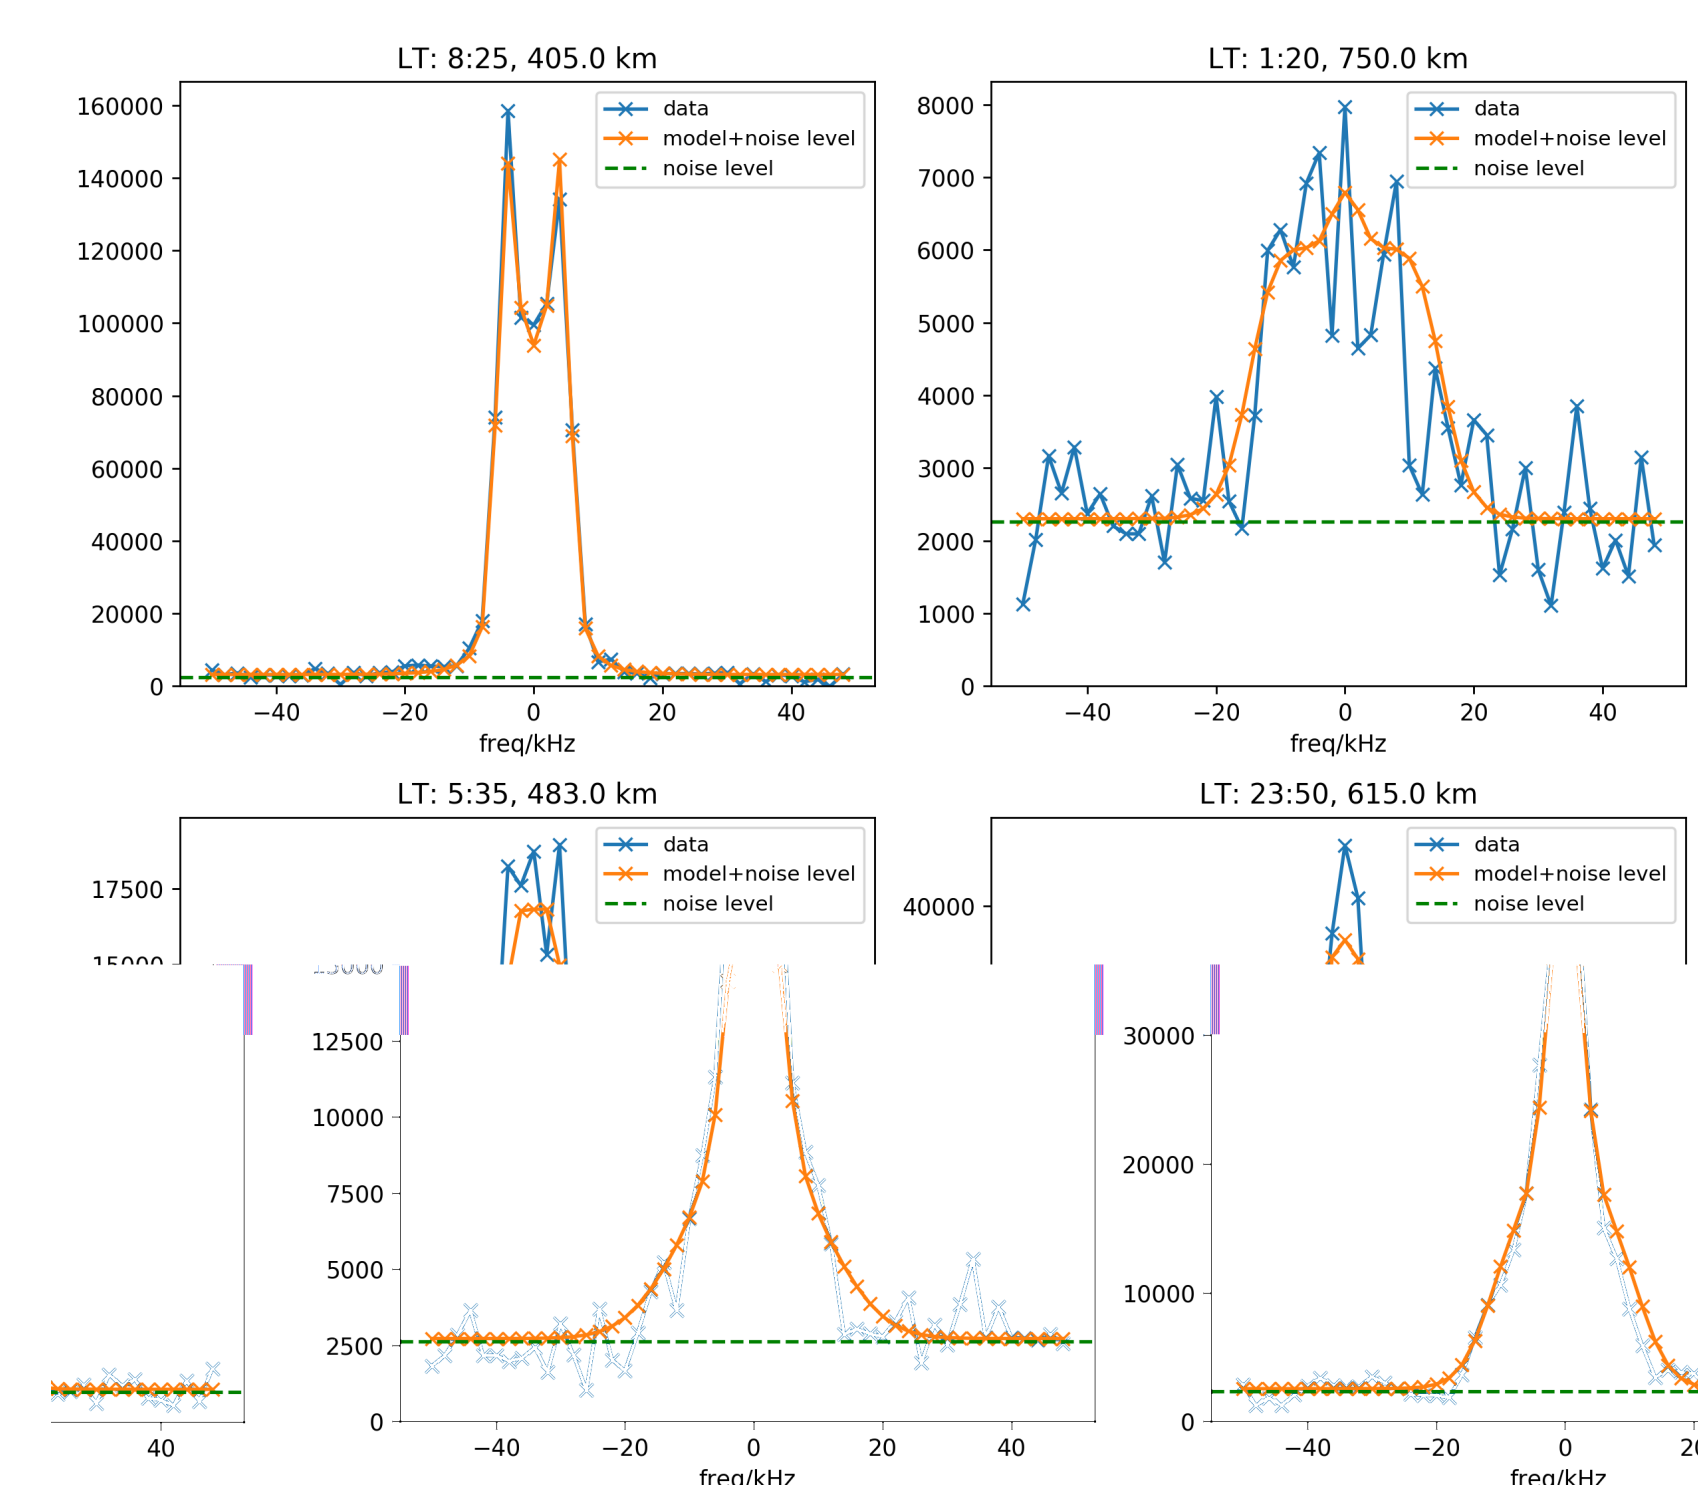 LT: 8:25, 405.0 km
160000
140000
120000
100000
80000
60000
40000
20000
0
data
model+noise level
noise level
−40 −20 0 20 40
freq/kHz
LT: 1:20, 750.0 km
8000
7000
6000
5000
4000
3000
2000
1000
0
data
model+noise level
noise level
−40 −20 0 20 40
freq/kHz
LT: 5:35, 483.0 km
17500
data
model+noise level
noise level
12500
10000
7500
5000
2500
0
40
−40 −20 0 20 40
freq/kHz
LT: 23:50, 615.0 km
40000
data
model+noise level
noise level
30000
20000
10000
0
−40 −20 0
freq/kHz